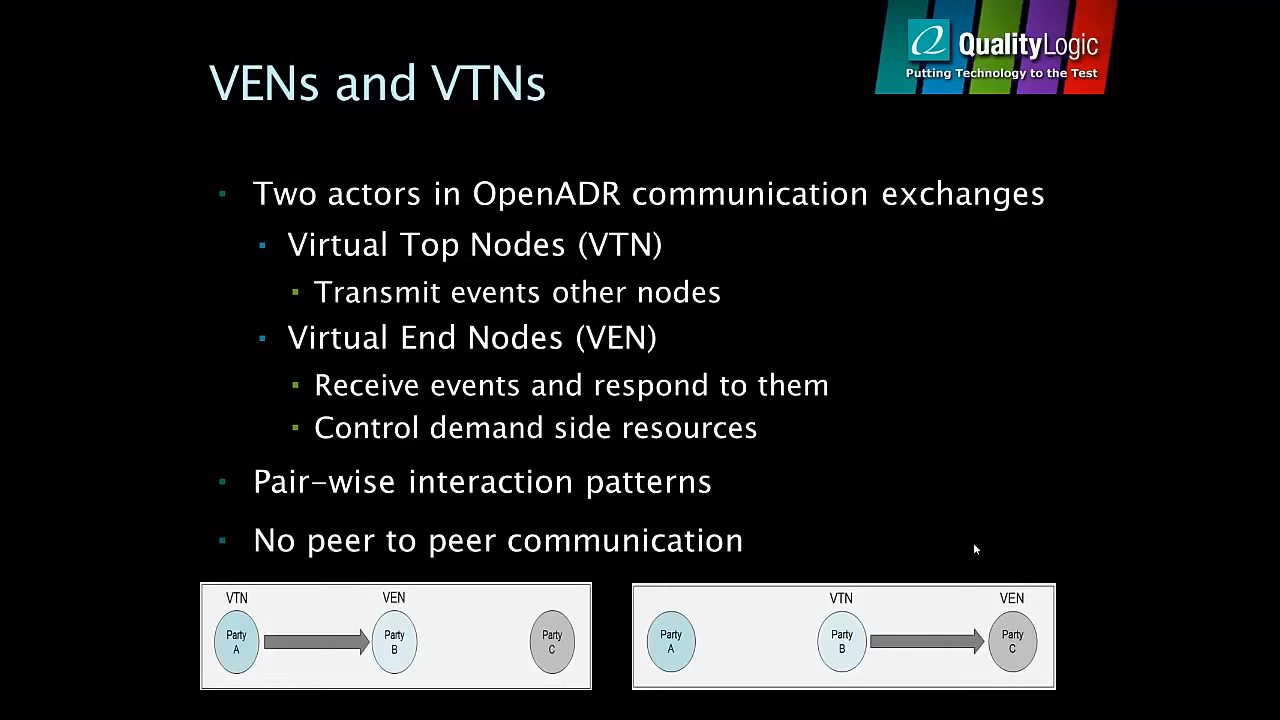 QualityLogic
Putting Technology to the Test
VENs and VTNs
Two actors in OpenADR communication exchanges
Virtual Top Nodes (VTN)
Transmit events other nodes
Virtual End Nodes (VEN)
Receive events and respond to them
Control demand side resources
Pair-wise interaction patterns
No peer to peer communication
VTN VEN
Party A
Party B
Party C
VTN VEN
Party A
Party B
Party C